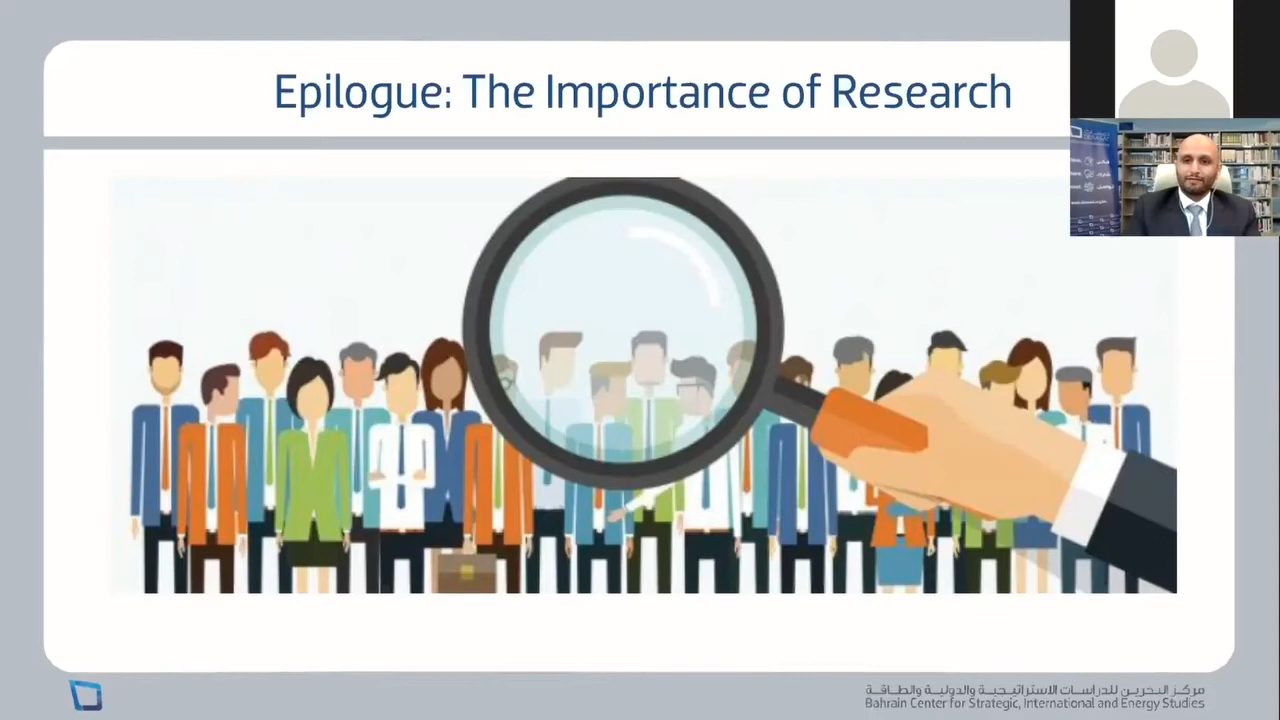 Epilogue: The Importance of Research
مركز البحرين للدراسات الاستراتيجية والدولية والطاقة
Bahrain Center for Strategic, International and Energy Studies